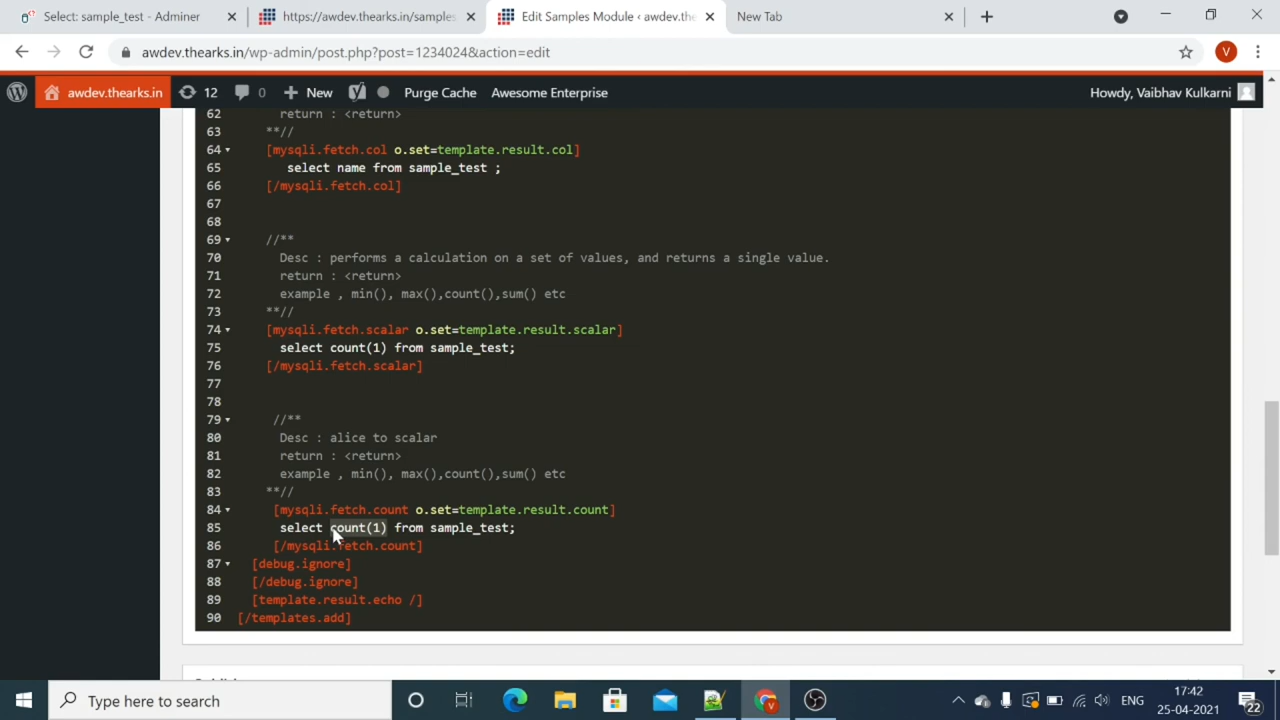 Select: sample_test - Adminer
https://awdev.thearks.in/samples
Edit Samples Module ‹ awdev.the
New Tab
awdev.thearks.in/wp-admin/post.php?post=1234024&action=edit
V
awdev.thearks.in
12
0
New
Purge Cache
Awesome Enterprise
Howdy, Vaibhav Kulkarni
62 return : <return>
63 **//
64 [mysqli.fetch.col o.set=template.result.col]
65 select name from sample_test ;
66 [/mysqli.fetch.col]
67
68
69 //**
70 Desc : performs a calculation on a set of values, and returns a single value.
71 return : <return>
72 example , min(), max(),count(),sum() etc
73 **//
74 [mysqli.fetch.scalar o.set=template.result.scalar]
75 select count(1) from sample_test;
76 [/mysqli.fetch.scalar]
77
78
79 //**
80 Desc : alice to scalar
81 return : <return>
82 example , min(), max(),count(),sum() etc
83 **//
84 [mysqli.fetch.count o.set=template.result.count]
85 select count(1) from sample_test;
86 [/mysqli.fetch.count]
87 [debug.ignore]
88 [/debug.ignore]
89 [template.result.echo /]
90 [/templates.add]
Type here to search
ENG
17:42
25-04-2021
22